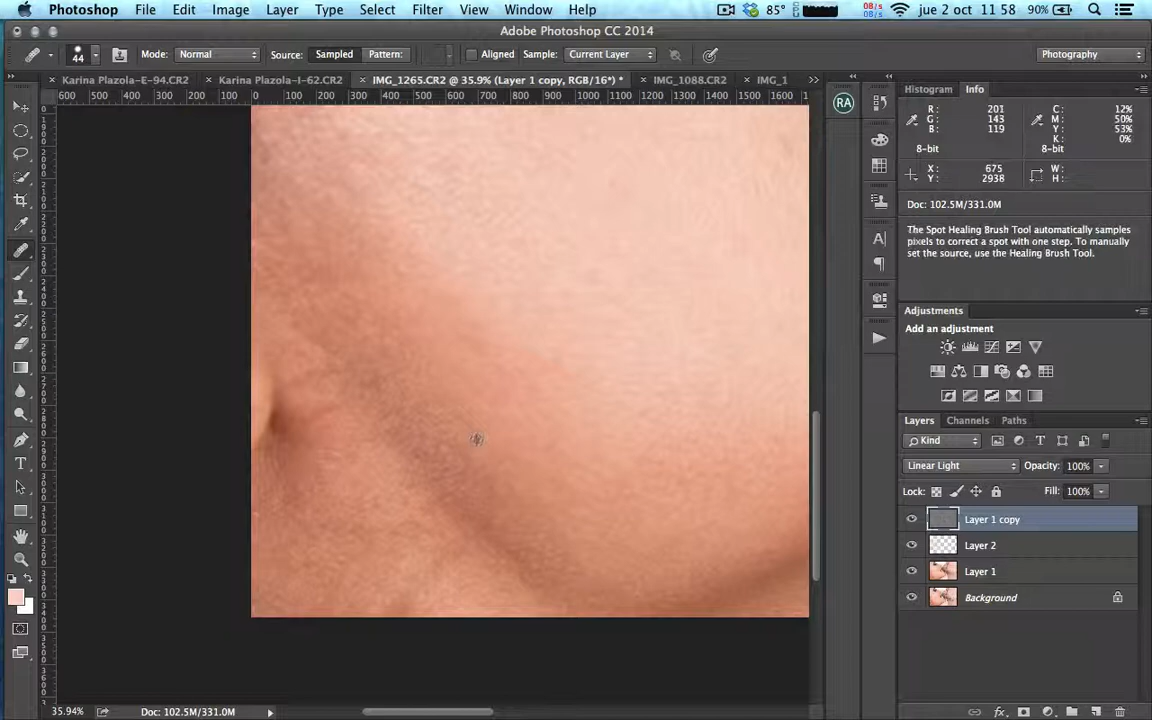 Photoshop File Edit Image Layer Type Select Filter View Window Help 85° 0B/s 0B/s jue 2 oct 11:58 90%
Adobe Photoshop CC 2014
44 Mode: Normal Source: Sampled Pattern: Aligned Sample: Current Layer Photography
Karina Plazola-E-94.CR2 Karina Plazola-I-62.CR2 IMG_1265.CR2 @ 35.9% (Layer 1 copy, RGB/16*) * IMG_1088.CR2 IMG_1
600 500 400 300 200 100 0 100 200 300 400 500 600 700 800 900 1000 1100 1200 1300 1400 1500 1600 1
RA
Histogram Info
R: 201 C: 12%
G: 143 M: 50%
B: 119 Y: 53%
K: 0%
8-bit 8-bit
X: 675 W:
Y: 2938 H:
Doc: 102.5M/331.0M
The Spot Healing Brush Tool automatically samples
pixels to correct a spot with one step. To manually
set the source, use the Healing Brush Tool.
Adjustments
Add an adjustment
Layers Channels Paths
Kind
Linear Light Opacity: 100%
Lock: Fill: 100%
Layer 1 copy
Layer 2
Layer 1
Background
fx
35.94% Doc: 102.5M/331.0M